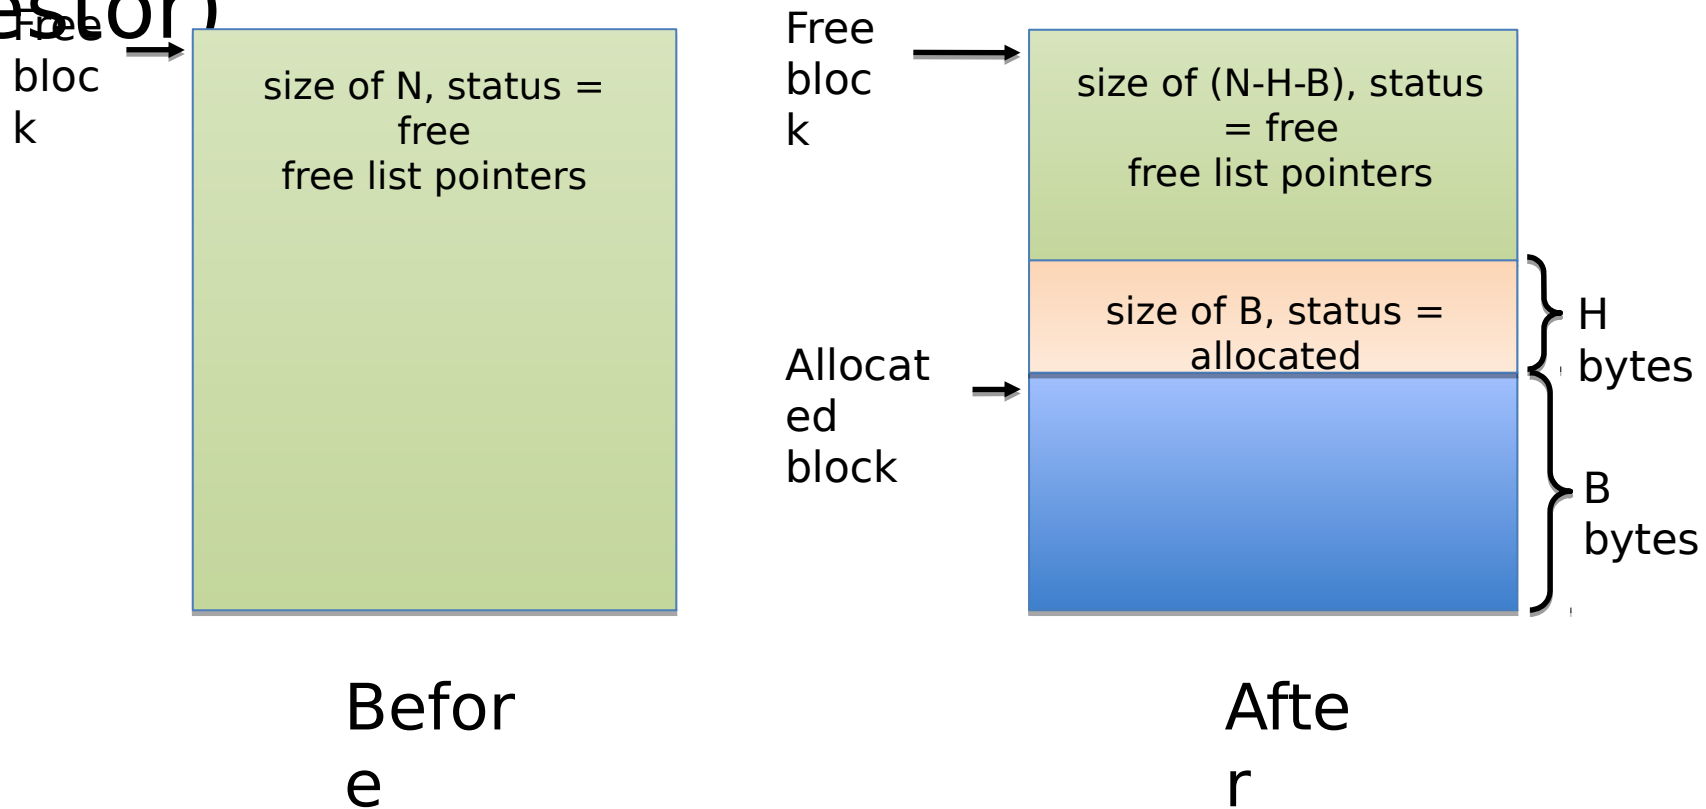 Free
bloc
k
size of N, status =
free
free list pointers
Befor
e
Free
bloc
k
size of (N-H-B), status
= free
free list pointers
size of B, status =
allocated
Allocat
ed
block
H
bytes
B
bytes
Afte
r